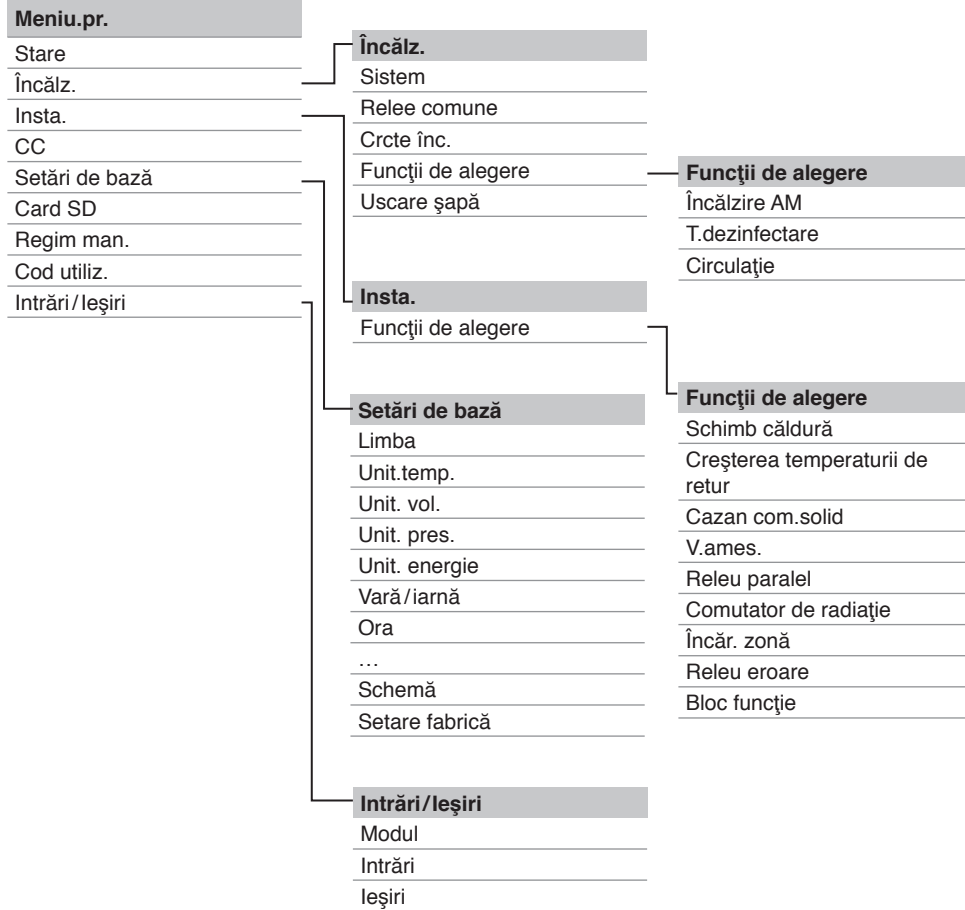 Meniu.pr.
Stare
Încălz.
Insta.
CC
Setări de bază
Card SD
Regim man.
Cod utiliz.
Intrări/Ieşiri
Încălz.
Sistem
Relee comune
Crcte înc.
Funcţii de alegere
Uscare şapă
Funcţii de alegere
Încălzire AM
T.dezinfectare
Circulaţie
Insta.
Funcţii de alegere
Funcţii de alegere
Schimb căldură
Creşterea temperaturii de
retur
Cazan com.solid
V.ames.
Releu paralel
Comutator de radiaţie
Încăr. zonă
Releu eroare
Bloc funcţie
Setări de bază
Limba
Unit.temp.
Unit. vol.
Unit. pres.
Unit. energie
Vară/iarnă
Ora
…
Schemă
Setare fabrică
Intrări/Ieşiri
Modul
Intrări
Ieşiri